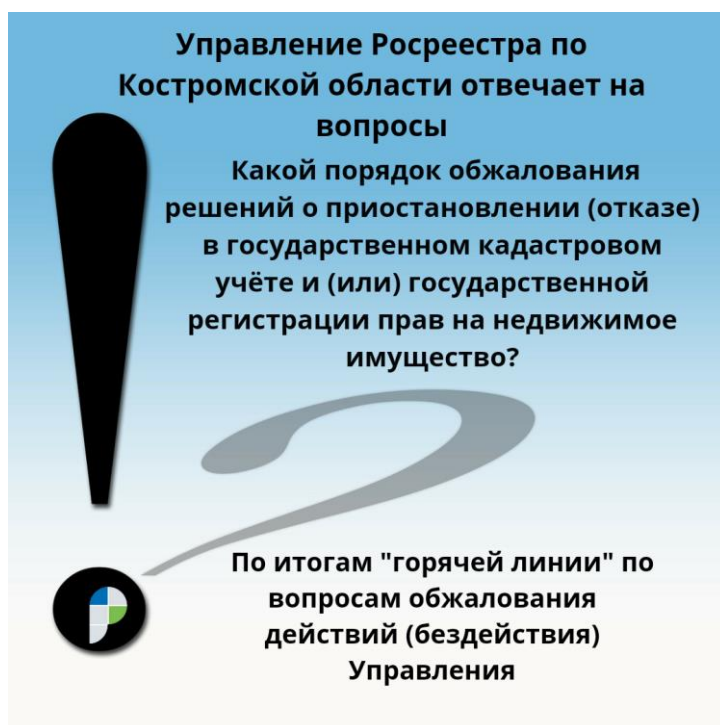 Управление Росреестра по
Костромской области отвечает на
вопросы
Какой порядок обжалования
решений о приостановлении (отказе)
в государственном кадастровом
учёте и (или) государственной
регистрации прав на недвижимое
имущество?
По итогам "горячей линии" по
вопросам обжалования
действий (бездействия)
Управления